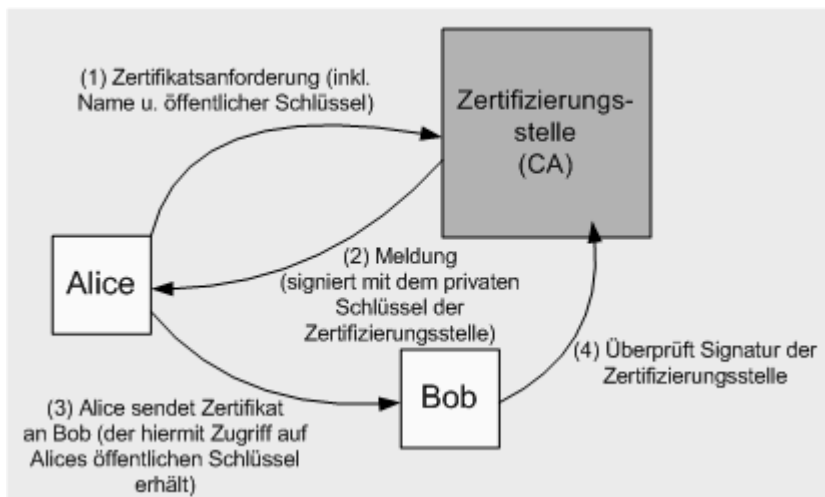 (1) Zertifikatsanforderung (inkl.
Name u. öffentlicher Schlüssel)
Zertifizierungs-
stelle
(CA)
Alice
(2) Meldung
(signiert mit dem privaten
Schlüssel der
Zertifizierungsstelle)
(3) Alice sendet Zertifikat
an Bob (der hiermit Zugriff auf
Alices öffentlichen Schlüssel
erhält)
Bob
(4) Überprüft Signatur der
Zertifizierungsstelle